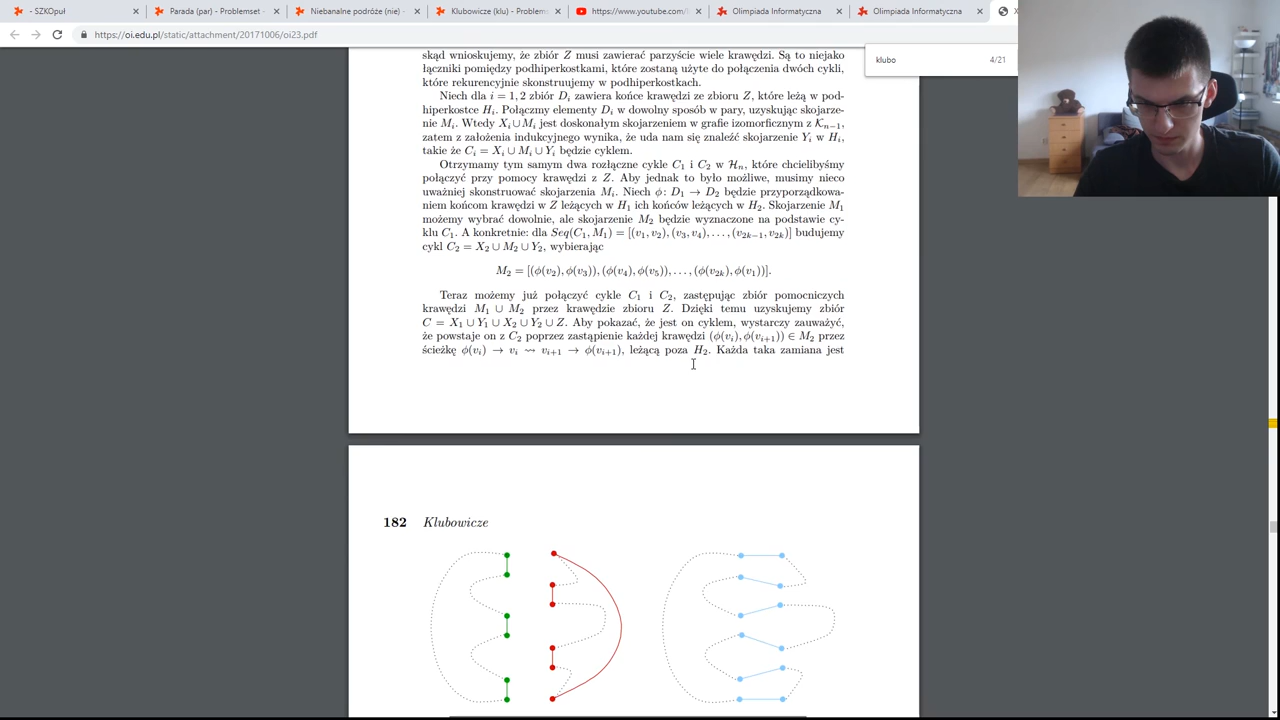 - SZKOpuł
Parada (par) - Problemset -
Niebanalne podróże (nie) -
Klubowicze (klu) - Problems
https://www.youtube.com/
Olimpiada Informatyczna
Olimpiada Informatyczna
X
https://oi.edu.pl/static/attachment/20171006/oi23.pdf
klubo 4/21
skąd wnioskujemy, że zbiór Z musi zawierać parzyście wiele krawędzi. Są to niejako
łączniki pomiędzy podhiperkostkami, które zostaną użyte do połączenia dwóch cykli,
które rekurencyjnie skonstruujemy w podhiperkostkach.
Niech dla i = 1, 2 zbiór D_i zawiera końce krawędzi ze zbioru Z, które leżą w pod-
hiperkostce H_i. Połączmy elementy D_i w dowolny sposób w pary, uzyskując skojarze-
nie M_i. Wtedy X_i ∪ M_i jest doskonałym skojarzeniem w grafie izomorficznym z K_{n−1},
zatem z założenia indukcyjnego wynika, że uda nam się znaleźć skojarzenie Y_i w H_i,
takie że C_i = X_i ∪ M_i ∪ Y_i będzie cyklem.
Otrzymamy tym samym dwa rozłączne cykle C_1 i C_2 w H_n, które chcielibyśmy
połączyć przy pomocy krawędzi z Z. Aby jednak to było możliwe, musimy nieco
uważniej skonstruować skojarzenia M_i. Niech ϕ: D_1 → D_2 będzie przyporządkowa-
niem końcom krawędzi w Z leżących w H_1 ich końców leżących w H_2. Skojarzenie M_1
możemy wybrać dowolnie, ale skojarzenie M_2 będzie wyznaczone na podstawie cy-
klu C_1. A konkretnie: dla Seq(C_1, M_1) = [(v_1, v_2), (v_3, v_4), . . . , (v_{2k−1}, v_{2k})] budujemy
cykl C_2 = X_2 ∪ M_2 ∪ Y_2, wybierając
M_2 = [(ϕ(v_2), ϕ(v_3)), (ϕ(v_4), ϕ(v_5)), . . . , (ϕ(v_{2k}), ϕ(v_1))].
Teraz możemy już połączyć cykle C_1 i C_2, zastępując zbiór pomocniczych
krawędzi M_1 ∪ M_2 przez krawędzie zbioru Z. Dzięki temu uzyskujemy zbiór
C = X_1 ∪ Y_1 ∪ X_2 ∪ Y_2 ∪ Z. Aby pokazać, że jest on cyklem, wystarczy zauważyć,
że powstaje on z C_2 poprzez zastąpienie każdej krawędzi (ϕ(v_i), ϕ(v_{i+1})) ∈ M_2 przez
ścieżkę ϕ(v_i) → v_i ⇝ v_{i+1} → ϕ(v_{i+1}), leżącą poza H_2. Każda taka zamiana jest
182 Klubowicze